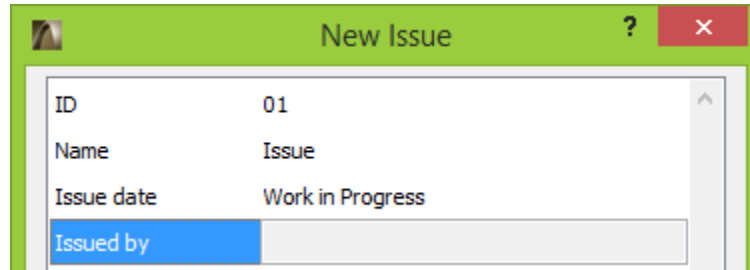 New Issue ?
ID 01
Name Issue
Issue date Work in Progress
Issued by